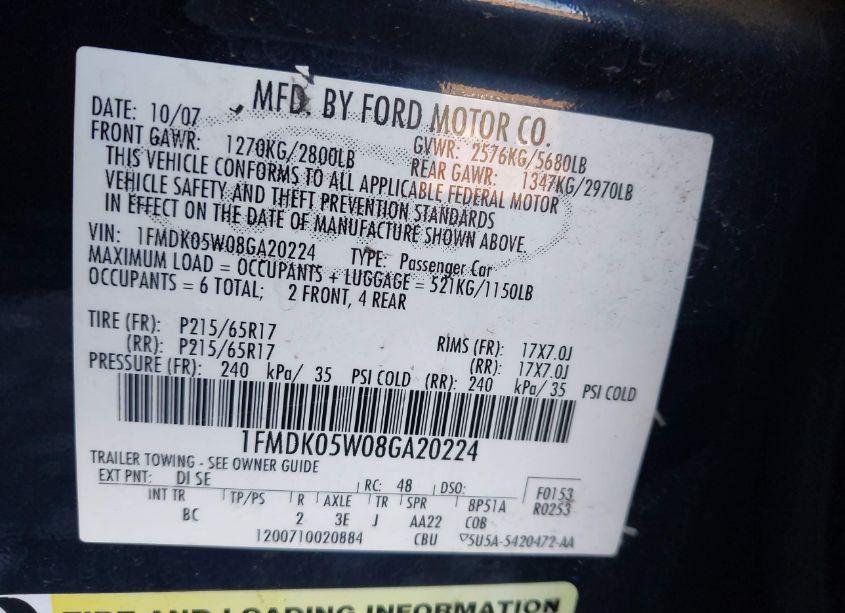 MFD. BY FORD MOTOR CO.
DATE: 10/07 GVWR: 2576KG/5680LB
FRONT GAWR: 1270KG/2800LB REAR GAWR: 1347KG/2970LB
THIS VEHICLE CONFORMS TO ALL APPLICABLE FEDERAL MOTOR
VEHICLE SAFETY AND THEFT PREVENTION STANDARDS
IN EFFECT ON THE DATE OF MANUFACTURE SHOWN ABOVE.
VIN: 1FMDK05W08GA20224 TYPE: Passenger Car
MAXIMUM LOAD = OCCUPANTS + LUGGAGE = 521KG/1150LB
OCCUPANTS = 6 TOTAL; 2 FRONT, 4 REAR
TIRE (FR): P215/65R17 RIMS (FR): 17X7.0J
(RR): P215/65R17 (RR): 17X7.0J
PRESSURE (FR): 240 kPa/ 35 PSI COLD (RR): 240 kPa/ 35 PSI COLD
1FMDK05W08GA20224
TRAILER TOWING - SEE OWNER GUIDE
EXT PNT: DI SE RC: 48 DSO: F0153
INT TR TP/PS R AXLE TR SPR 8P51A R0253
BC 2 3E J AA22 COB
1200710020884 CBU 5U5A-5420472-AA
TIRE AND LOADING INFORMATION